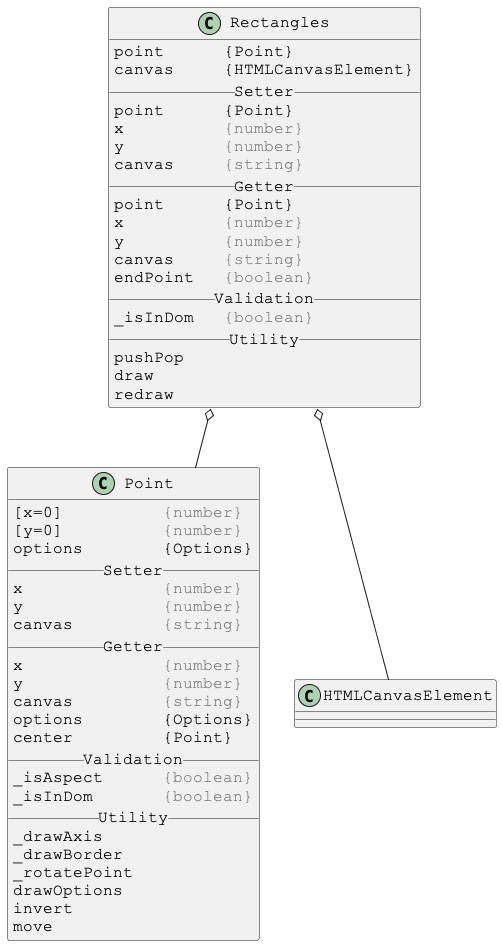 C Rectangles
point {Point}
canvas {HTMLCanvasElement}
Setter
point {Point}
x {number}
y {number}
canvas {string}
Getter
point {Point}
x {number}
y {number}
canvas {string}
endPoint {boolean}
Validation
_isInDom {boolean}
Utility
pushPop
draw
redraw
C Point
[x=0] {number}
[y=0] {number}
options {Options}
Setter
x {number}
y {number}
canvas {string}
Getter
x {number}
y {number}
canvas {string}
options {Options}
center {Point}
Validation
_isAspect {boolean}
_isInDom {boolean}
Utility
_drawAxis
_drawBorder
_rotatePoint
drawOptions
invert
move
C HTMLCanvasElement